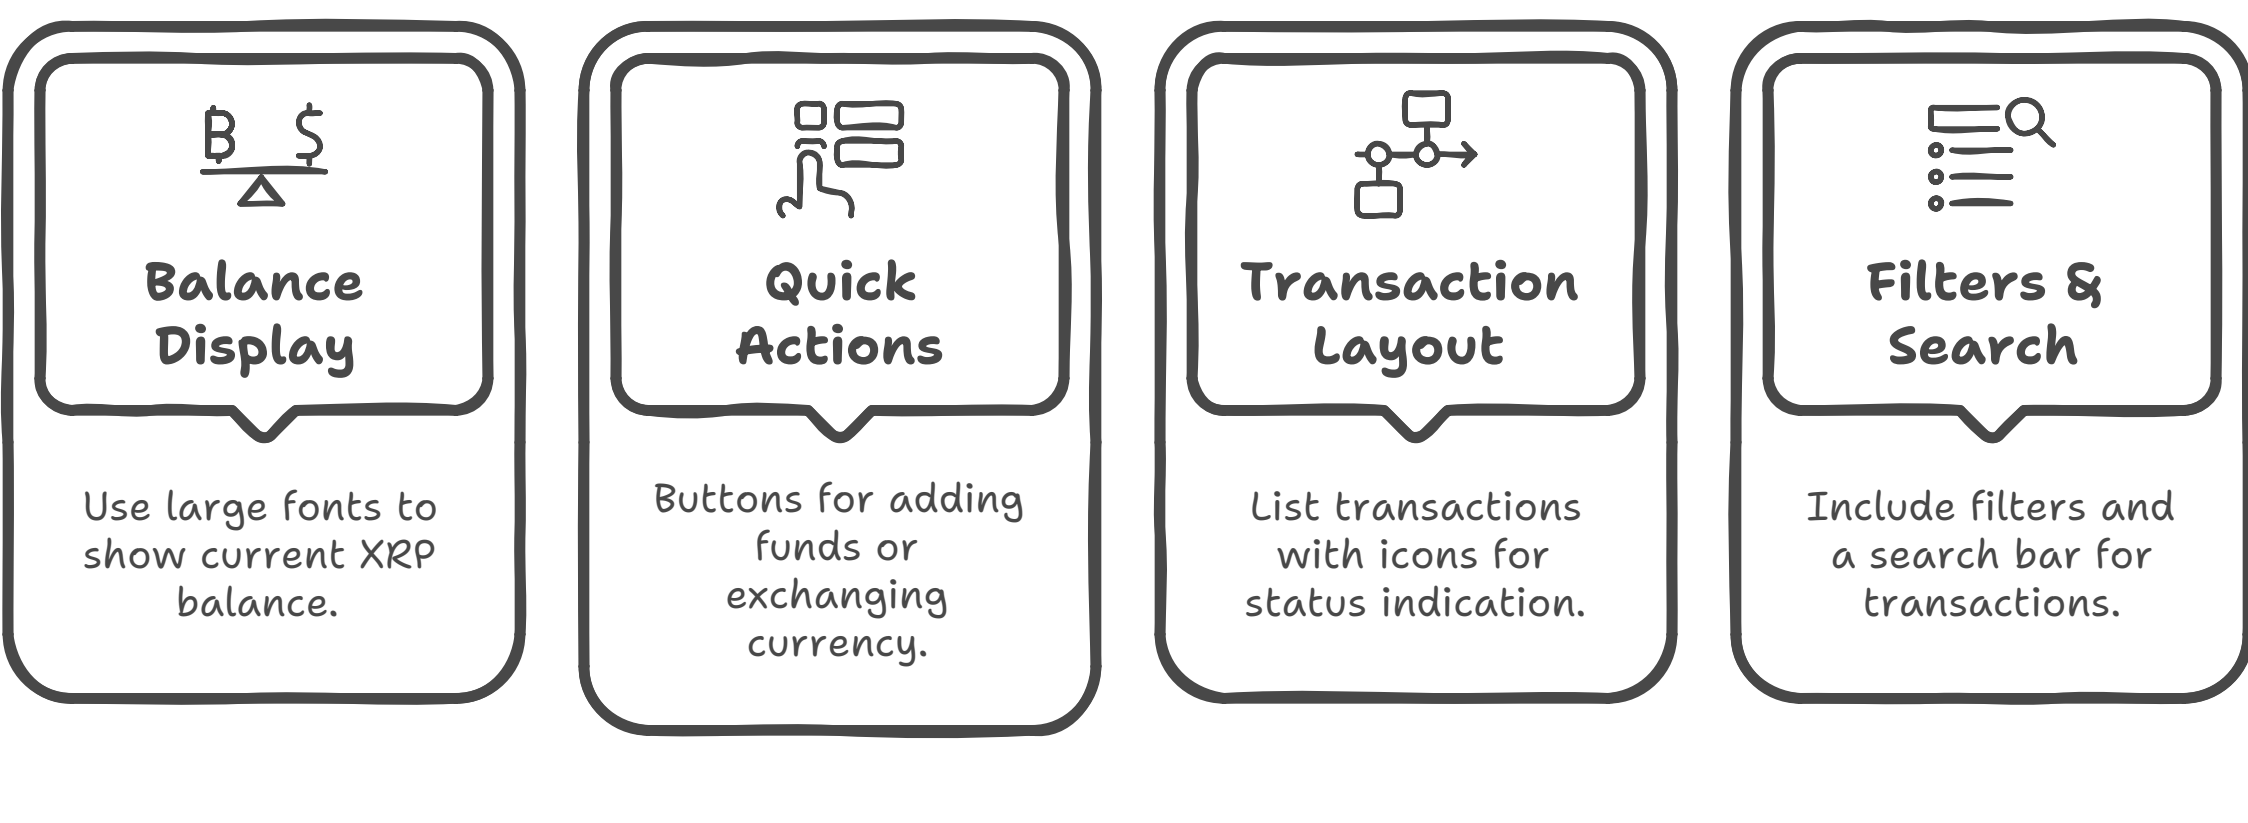 B $
Balance
Display
Use large fonts to
show current XRP
balance.
Quick
Actions
Buttons for adding
funds or
exchanging
currency.
Transaction
Layout
List transactions
with icons for
status indication.
Filters &
Search
Include filters and
a search bar for
transactions.